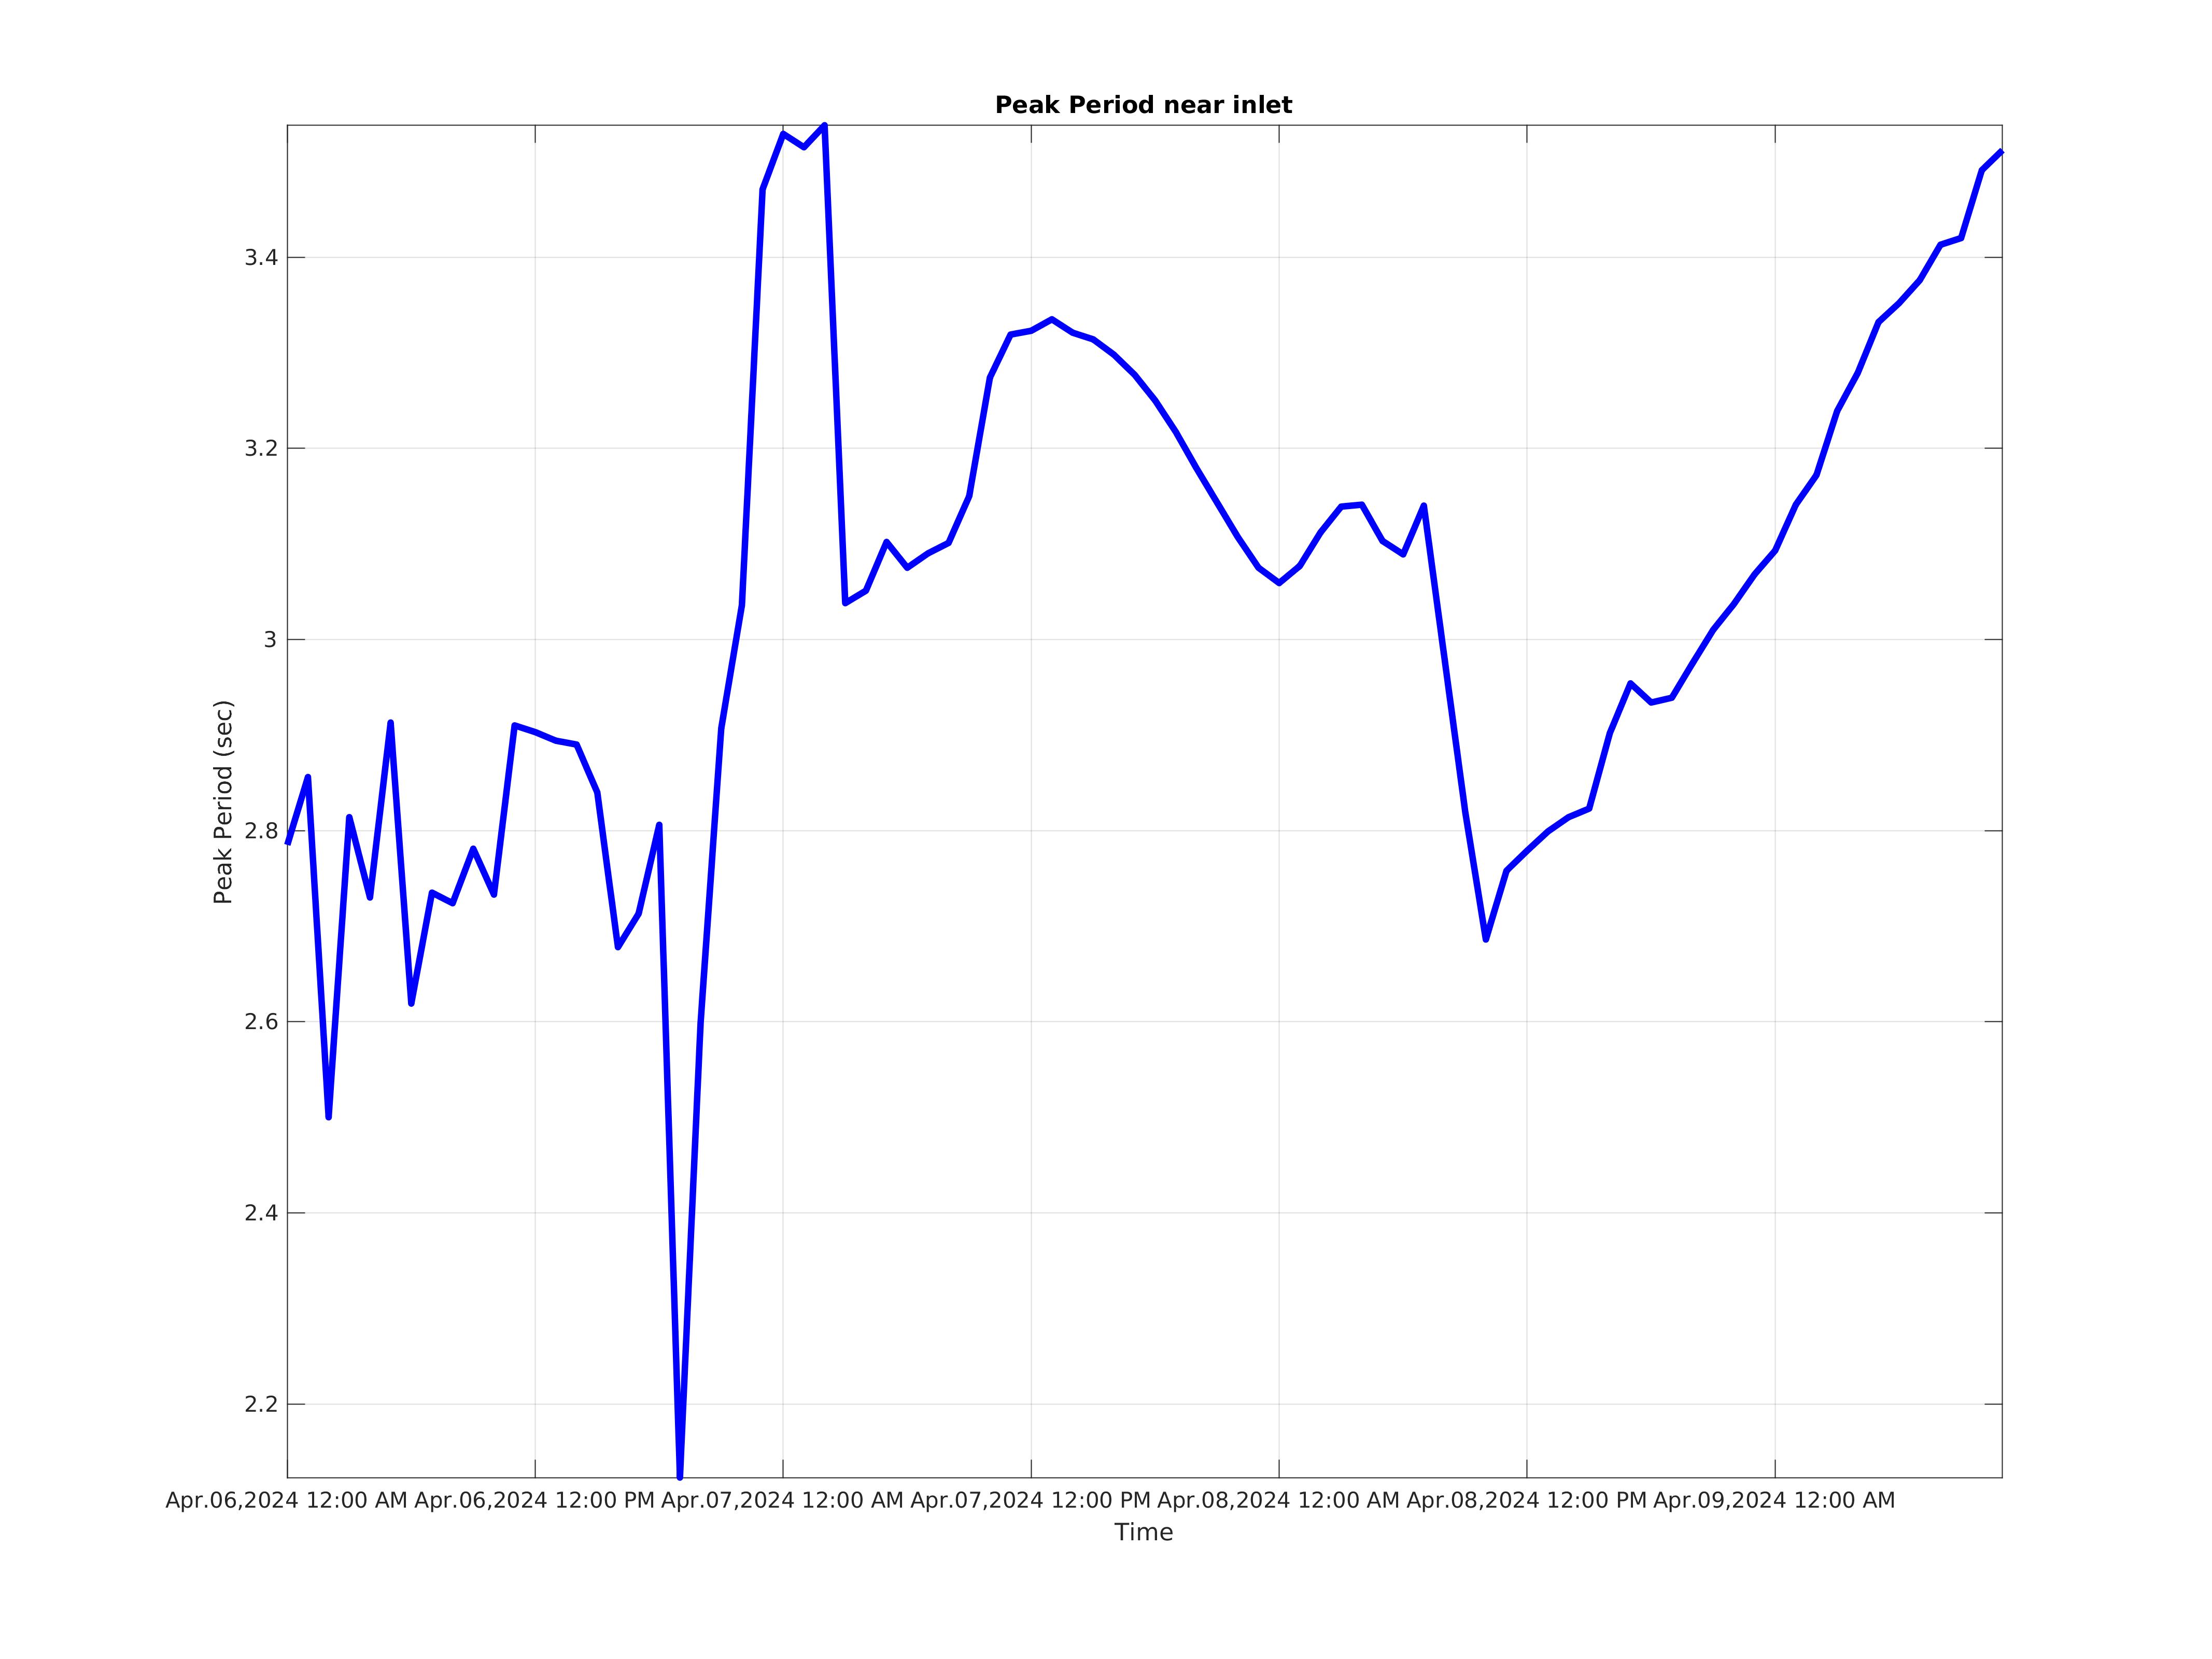 Peak Period near inlet
3.4
3.2
3
2.8
2.6
2.4
2.2
Peak Period (sec)
Apr.06,2024 12:00 AM Apr.06,2024 12:00 PM Apr.07,2024 12:00 AM Apr.07,2024 12:00 PM Apr.08,2024 12:00 AM Apr.08,2024 12:00 PM Apr.09,2024 12:00 AM
Time